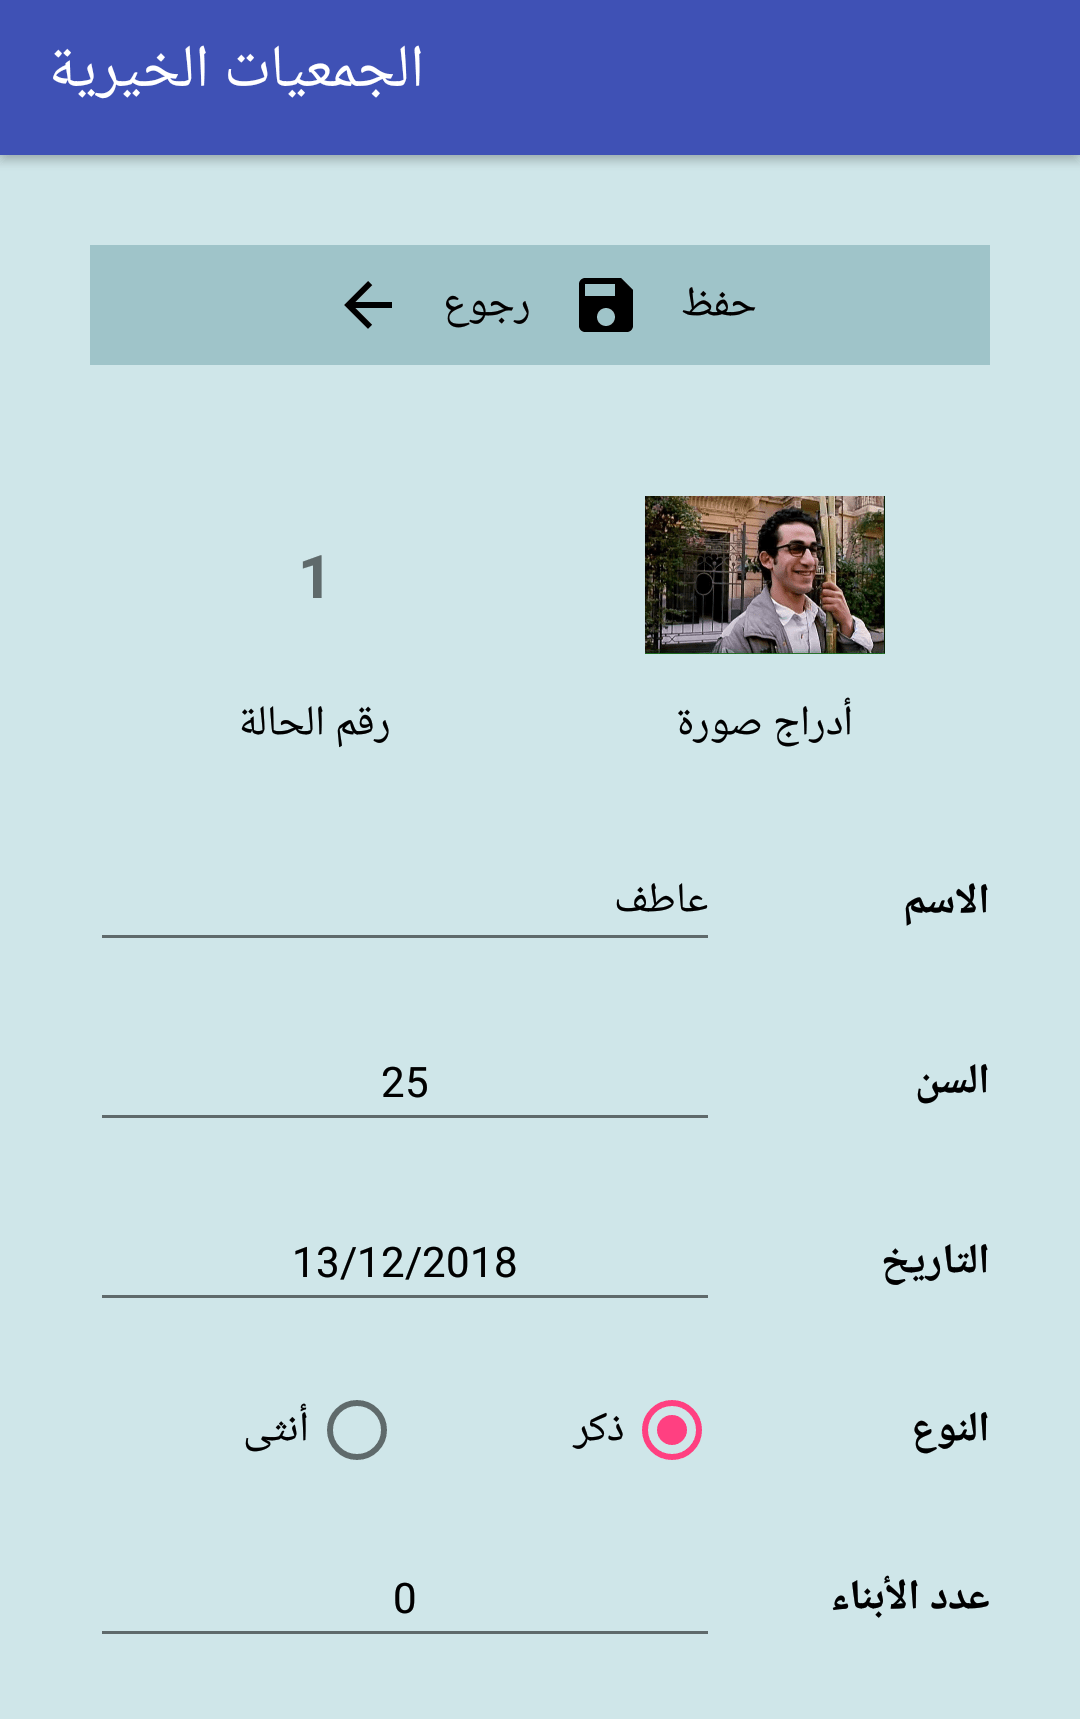 الجمعيات الخيرية
حفظ رجوع
1
أدراج صورة رقم الحالة
الاسم عاطف
السن 25
التاريخ 13/12/2018
النوع ذكر أنثى
عدد الأبناء 0